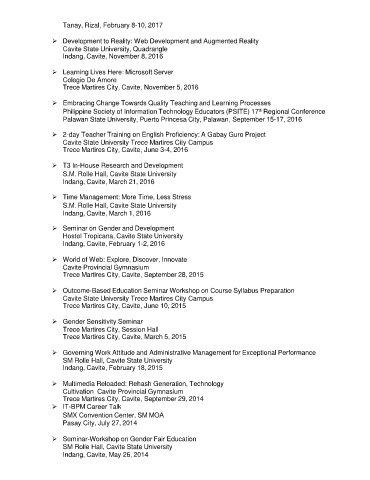 Tanay, Rizal, February 8-10, 2017
➢ Development to Reality: Web Development and Augmented Reality
Cavite State University, Quadrangle
Indang, Cavite, November 8, 2016
➢ Learning Lives Here: Microsoft Server
Colegio De Amore
Trece Martires City, Cavite, November 5, 2016
➢ Embracing Change Towards Quality Teaching and Learning Processes
Philippine Society of Information Technology Educators (PSITE) 17th Regional Conference
Palawan State University, Puerto Princesa City, Palawan, September 15-17, 2016
➢ 2-day Teacher Training on English Proficiency: A Gabay Guro Project
Cavite State University Trece Martires City Campus
Trece Martires City, Cavite, June 3-4, 2016
➢ T3 In-House Research and Development
S.M. Rolle Hall, Cavite State University
Indang, Cavite, March 21, 2016
➢ Time Management: More Time, Less Stress
S.M. Rolle Hall, Cavite State University
Indang, Cavite, March 1, 2016
➢ Seminar on Gender and Development
Hostel Tropicana, Cavite State University
Indang, Cavite, February 1-2, 2016
➢ World of Web: Explore, Discover, Innovate
Cavite Provincial Gymnasium
Trece Martires City, Cavite, September 28, 2015
➢ Outcome-Based Education Seminar Workshop on Course Syllabus Preparation
Cavite State University Trece Martires City Campus
Trece Martires City, Cavite, June 10, 2015
➢ Gender Sensitivity Seminar
Trece Martires City, Session Hall
Trece Martires City, Cavite, March 5, 2015
➢ Governing Work Attitude and Administrative Management for Exceptional Performance
SM Rolle Hall, Cavite State University
Indang, Cavite, February 18, 2015
➢ Multimedia Reloaded: Rehash Generation, Technology
Cultivation Cavite Provincial Gymnasium
Trece Martires City, Cavite, September 29, 2014
➢ IT-BPM Career Talk
SMX Convention Center, SM MOA
Pasay City, July 27, 2014
➢ Seminar-Workshop on Gender Fair Education
SM Rolle Hall, Cavite State University
Indang, Cavite, May 26, 2014